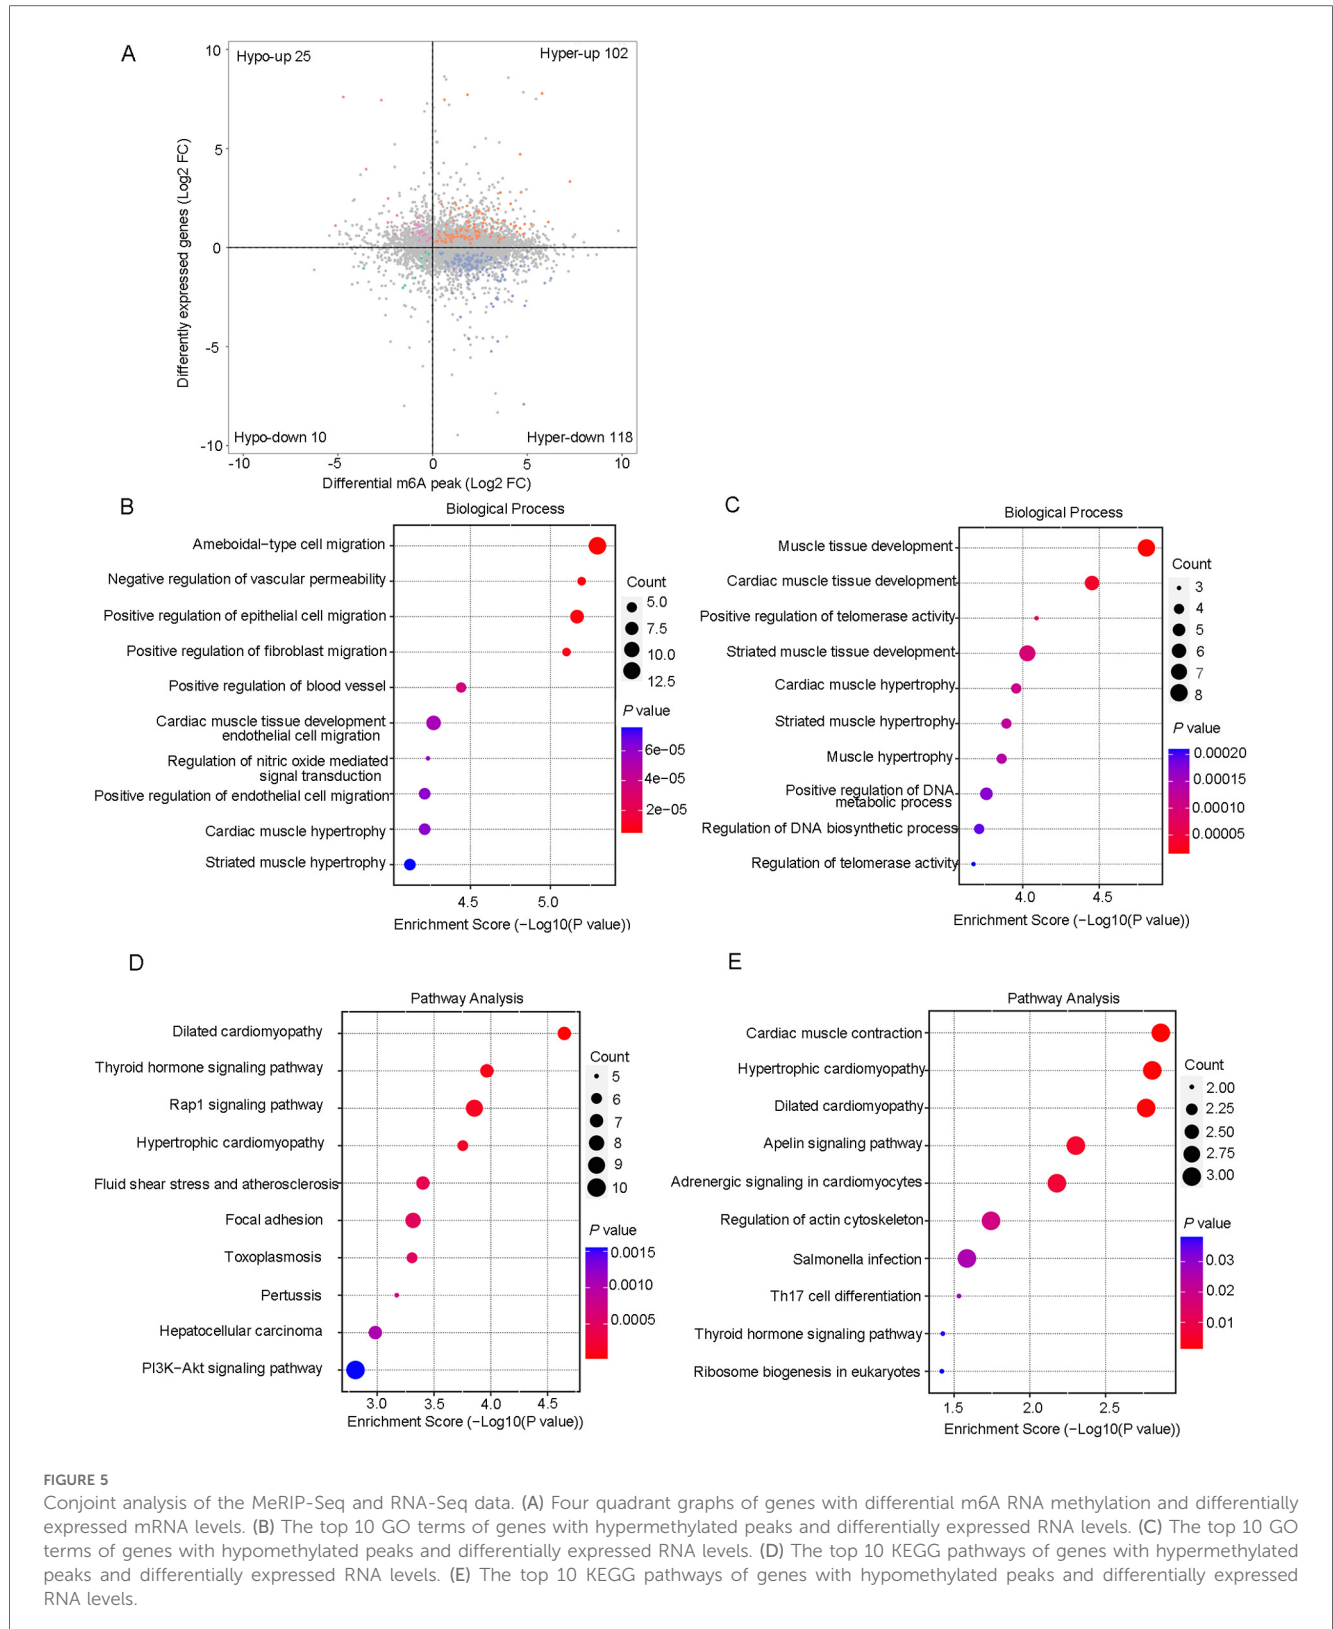 A
10
Hypo-up 25
Hyper-up 102
5
0
-5
-10
Differently expressed genes (Log2 FC)
Hypo-down 10
Hyper-down 118
-10
-5
0
5
10
Differential m6A peak (Log2 FC)
B
Biological Process
Ameboidal−type cell migration
Negative regulation of vascular permeability
Positive regulation of epithelial cell migration
Positive regulation of fibroblast migration
Positive regulation of blood vessel
Cardiac muscle tissue development
endothelial cell migration
Regulation of nitric oxide mediated
signal transduction
Positive regulation of endothelial cell migration
Cardiac muscle hypertrophy
Striated muscle hypertrophy
4.5
5.0
Enrichment Score (−Log10(P value))
Count
5.0
7.5
10.0
12.5
P value
6e−05
4e−05
2e−05
C
Biological Process
Muscle tissue development
Cardiac muscle tissue development
Positive regulation of telomerase activity
Striated muscle tissue development
Cardiac muscle hypertrophy
Striated muscle hypertrophy
Muscle hypertrophy
Positive regulation of DNA
metabolic process
Regulation of DNA biosynthetic process
Regulation of telomerase activity
4.0
4.5
Enrichment Score (−Log10(P value))
Count
3
4
5
6
7
8
P value
0.00020
0.00015
0.00010
0.00005
D
Pathway Analysis
Dilated cardiomyopathy
Thyroid hormone signaling pathway
Rap1 signaling pathway
Hypertrophic cardiomyopathy
Fluid shear stress and atherosclerosis
Focal adhesion
Toxoplasmosis
Pertussis
Hepatocellular carcinoma
PI3K−Akt signaling pathway
3.0
3.5
4.0
4.5
Enrichment Score (−Log10(P value))
Count
5
6
7
8
9
10
P value
0.0015
0.0010
0.0005
E
Pathway Analysis
Cardiac muscle contraction
Hypertrophic cardiomyopathy
Dilated cardiomyopathy
Apelin signaling pathway
Adrenergic signaling in cardiomyocytes
Regulation of actin cytoskeleton
Salmonella infection
Th17 cell differentiation
Thyroid hormone signaling pathway
Ribosome biogenesis in eukaryotes
1.5
2.0
2.5
Enrichment Score (−Log10(P value))
Count
2.00
2.25
2.50
2.75
3.00
P value
0.03
0.02
0.01
FIGURE 5
Conjoint analysis of the MeRIP-Seq and RNA-Seq data. (A) Four quadrant graphs of genes with differential m6A RNA methylation and differentially
expressed mRNA levels. (B) The top 10 GO terms of genes with hypermethylated peaks and differentially expressed RNA levels. (C) The top 10 GO
terms of genes with hypomethylated peaks and differentially expressed RNA levels. (D) The top 10 KEGG pathways of genes with hypermethylated
peaks and differentially expressed RNA levels. (E) The top 10 KEGG pathways of genes with hypomethylated peaks and differentially expressed
RNA levels.